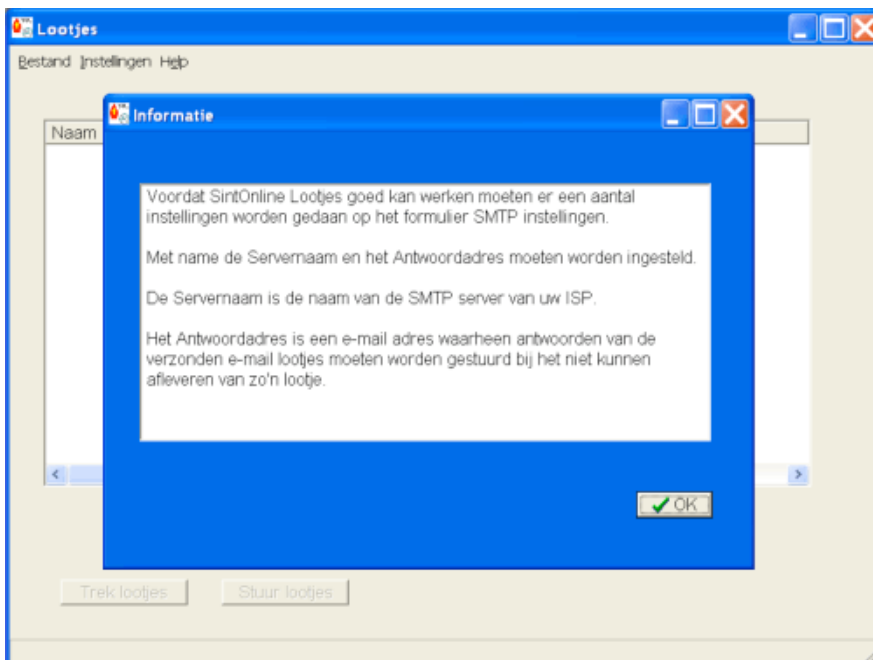 Lootjes
Bestand Instellingen Help
Informatie
Naam
Voordat SintOnline Lootjes goed kan werken moeten er een aantal
instellingen worden gedaan op het formulier SMTP instellingen.
Met name de Servernaam en het Antwoordadres moeten worden ingesteld.
De Servernaam is de naam van de SMTP server van uw ISP.
Het Antwoordadres is een e-mail adres waarheen antwoorden van de
verzonden e-mail lootjes moeten worden gestuurd bij het niet kunnen
afleveren van zo'n lootje.
OK
Trek lootjes
Stuur lootjes